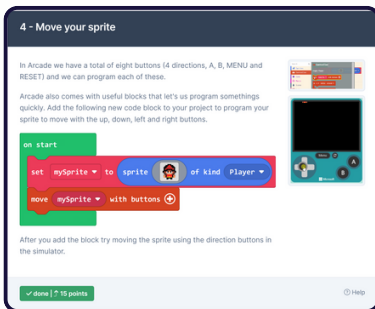 4 - Move your sprite
In Arcade we have a total of eight buttons (4 directions, A, B, MENU and
RESET) and we can program each of these.
Arcade also comes with useful blocks that let's us program somethings
quickly. Add the following new code block to your project to program your
sprite to move with the up, down, left and right buttons.
on start
set mySprite to sprite of kind Player
move mySprite with buttons
After you add the block try moving the sprite using the direction buttons in
the simulator.
✓ done | 15 points
Help
A
B
Microsoft